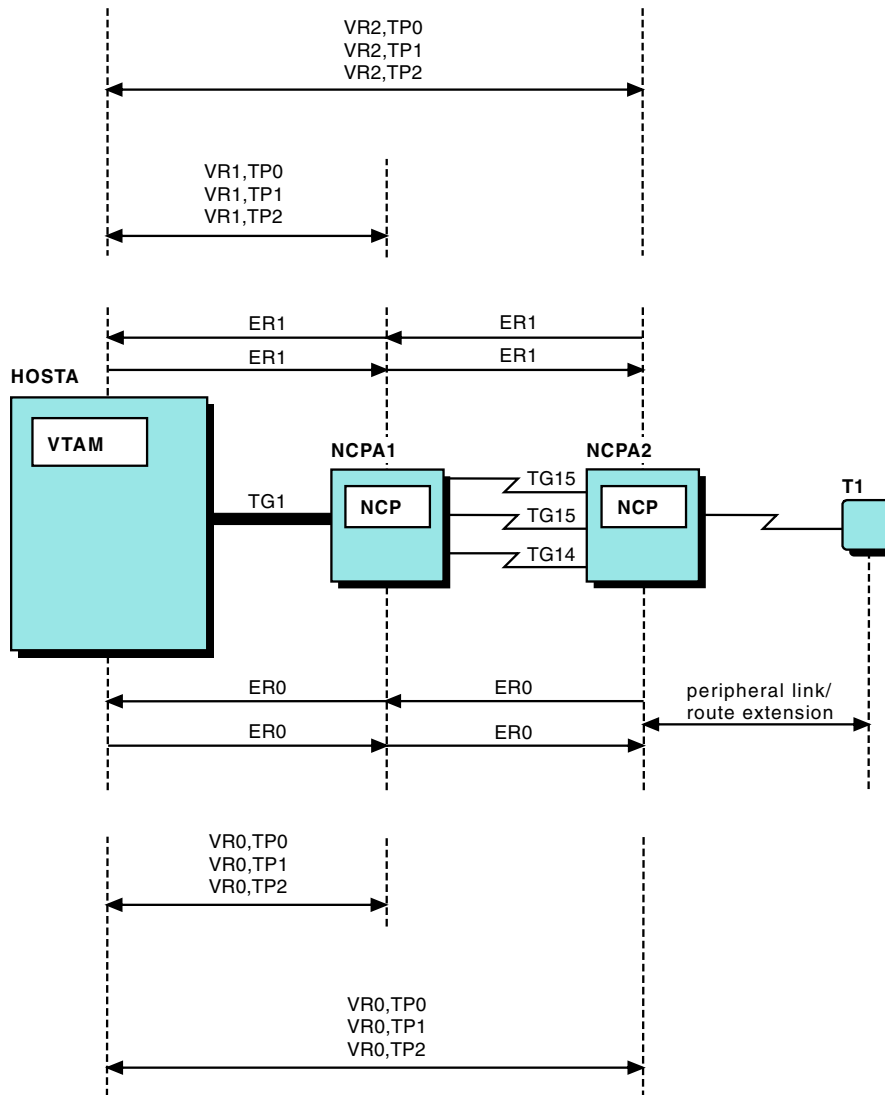 VR2,TP0
VR2,TP1
VR2,TP2
VR1,TP0
VR1,TP1
VR1,TP2
ER1
ER1
ER1
ER1
HOSTA
VTAM
NCPA1
NCPA2
TG15
T1
TG1
NCP
TG15
NCP
TG14
ER0
ER0
peripheral link/
route extension
ER0
ER0
VR0,TP0
VR0,TP1
VR0,TP2
VR0,TP0
VR0,TP1
VR0,TP2